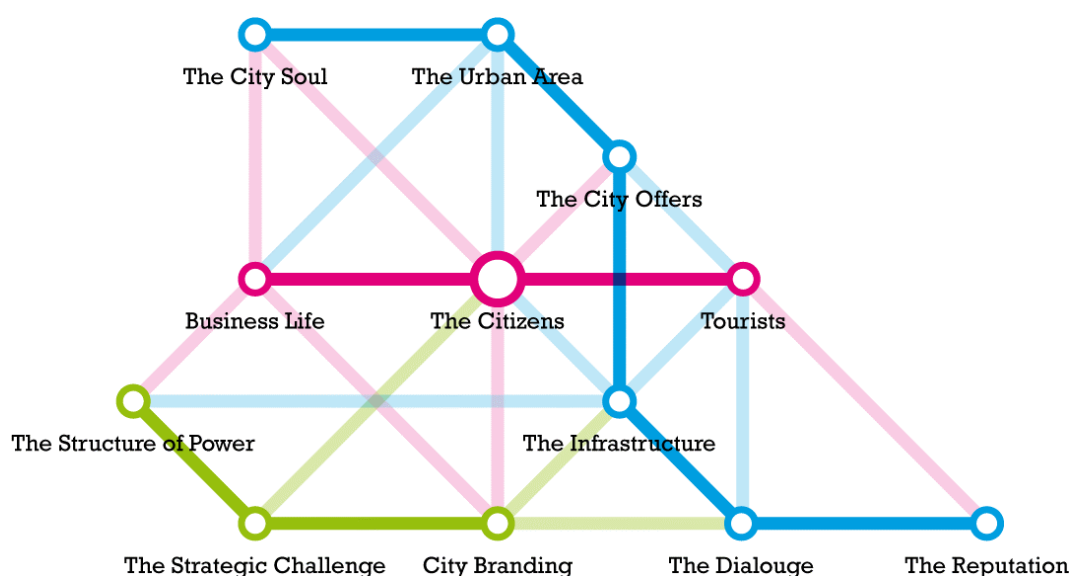 The City Soul
The Urban Area
The City Offers
Business Life
The Citizens
Tourists
The Structure of Power
The Infrastructure
The Strategic Challenge
City Branding
The Dialouge
The Reputation